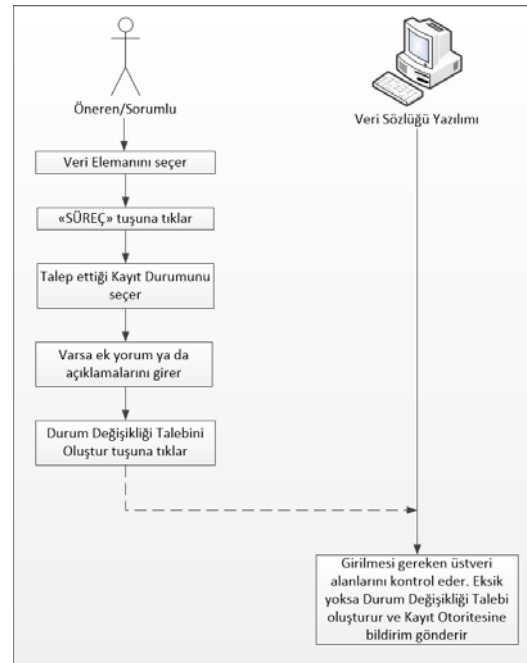 Öneren/Sorumlu
Veri Sözlüğü Yazılımı
Veri Elemanını seçer
«SÜREÇ» tuşuna tıklar
Talep ettiği Kayıt Durumunu
seçer
Varsa ek yorum ya da
açıklamalarını girer
Durum Değişikliği Talebini
Oluştur tuşuna tıklar
Girilmesi gereken üstveri
alanlarını kontrol eder. Eksik
yoksa Durum Değişikliği Talebi
oluşturur ve Kayıt Otoritesine
bildirim gönderir